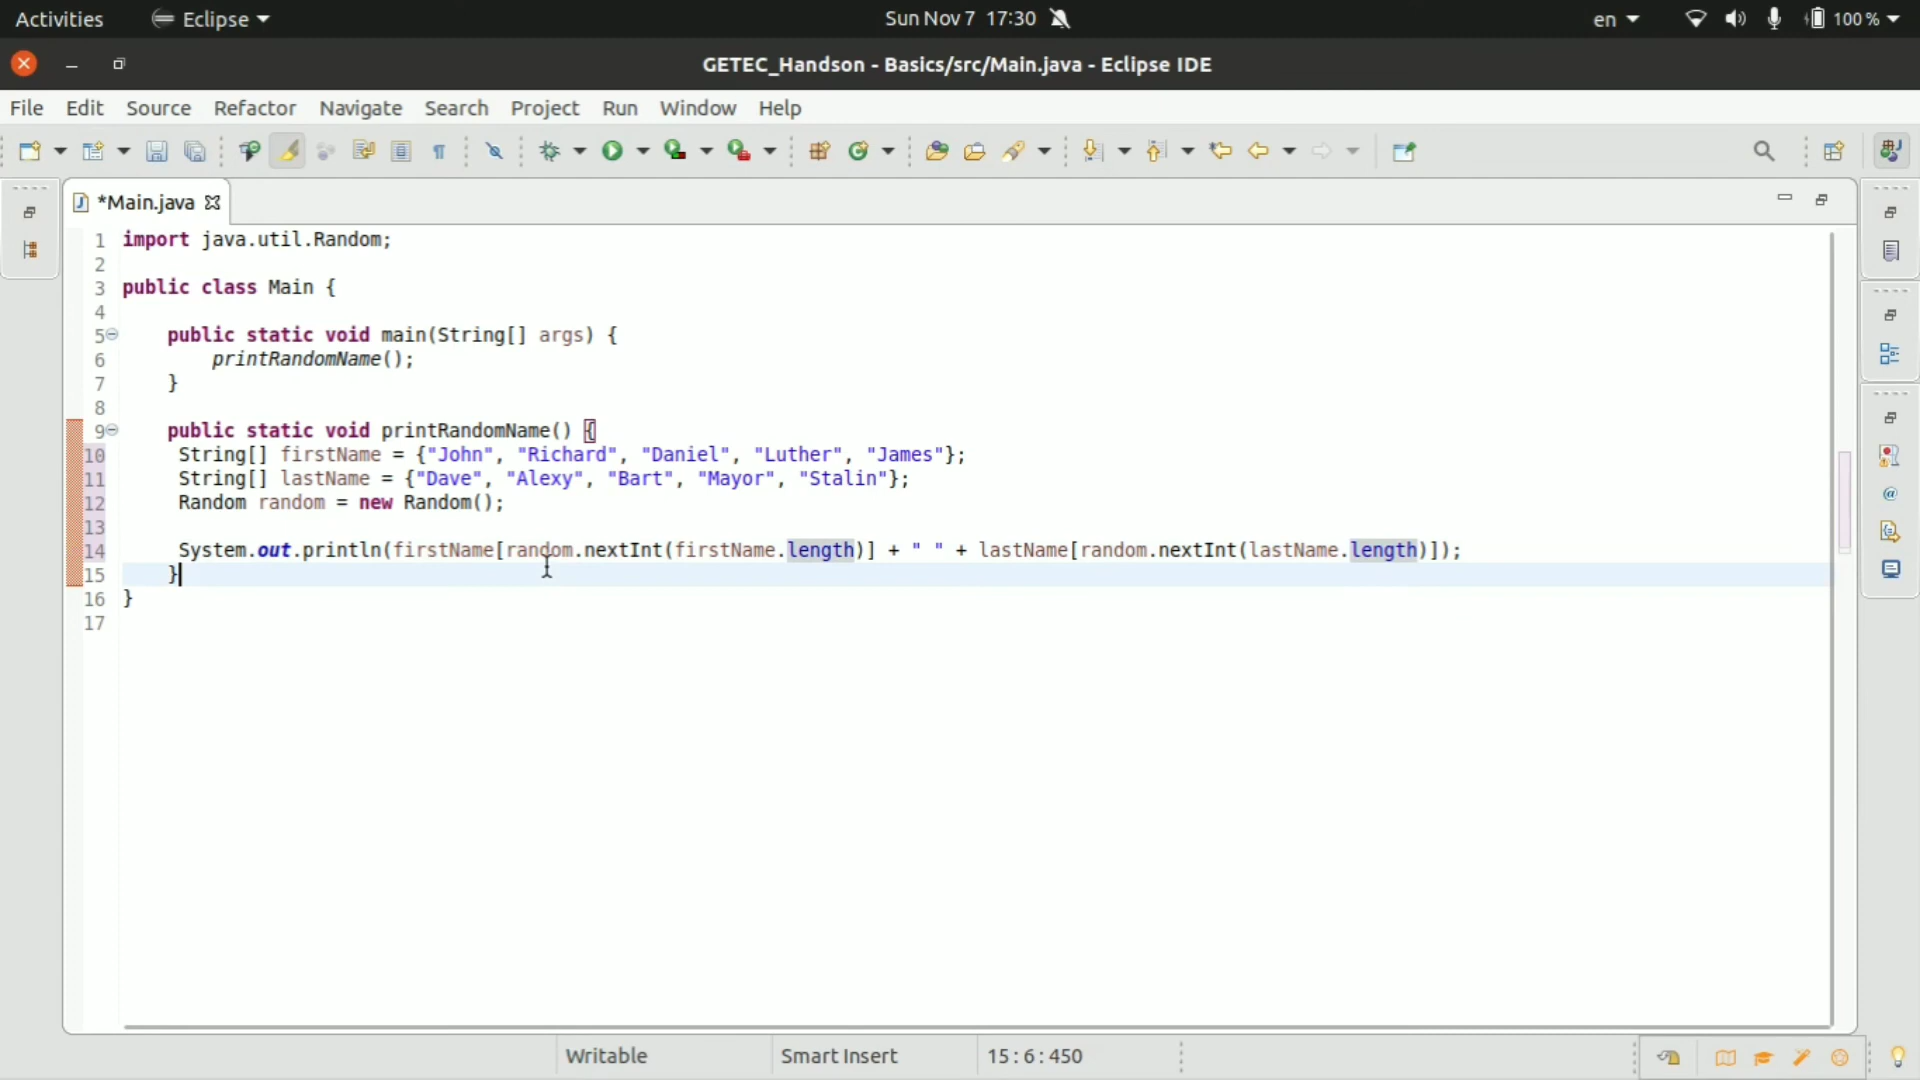 Activities Eclipse Sun Nov 7 17:30 en 100 %
GETEC_Handson - Basics/src/Main.java - Eclipse IDE
File Edit Source Refactor Navigate Search Project Run Window Help
*Main.java
1 import java.util.Random;
2
3 public class Main {
4
5 public static void main(String[] args) {
6 printRandomName();
7 }
8
9 public static void printRandomName() {
10 String[] firstName = {"John", "Richard", "Daniel", "Luther", "James"};
11 String[] lastName = {"Dave", "Alexy", "Bart", "Mayor", "Stalin"};
12 Random random = new Random();
13
14 System.out.println(firstName[random.nextInt(firstName.length)] + " " + lastName[random.nextInt(lastName.length)]);
15 }
16 }
17
Writable Smart Insert 15 : 6 : 450